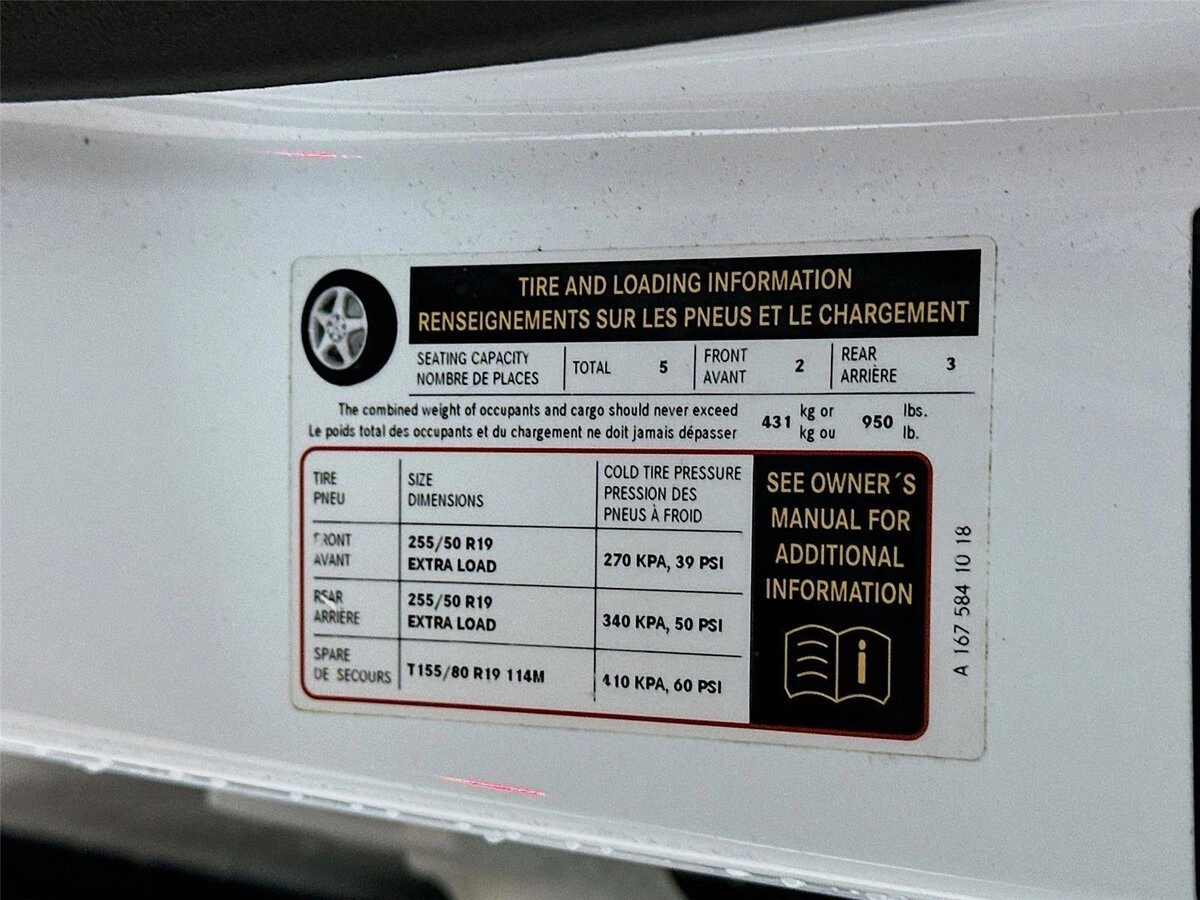 TIRE AND LOADING INFORMATION
RENSEIGNEMENTS SUR LES PNEUS ET LE CHARGEMENT
SEATING CAPACITY
NOMBRE DE PLACES
TOTAL 5
FRONT
AVANT
2
REAR
ARRIÈRE
3
The combined weight of occupants and cargo should never exceed
Le poids total des occupants et du chargement ne doit jamais dépasser
431 kg or
kg ou
950 lbs.
lb.
TIRE
PNEU
SIZE
DIMENSIONS
COLD TIRE PRESSURE
PRESSION DES
PNEUS À FROID
FRONT
AVANT
255/50 R19
EXTRA LOAD
270 KPA, 39 PSI
REAR
ARRIÈRE
255/50 R19
EXTRA LOAD
340 KPA, 50 PSI
SPARE
DE SECOURS
T155/80 R19 114M
410 KPA, 60 PSI
SEE OWNER´S
MANUAL FOR
ADDITIONAL
INFORMATION
i
A 167 584 10 18